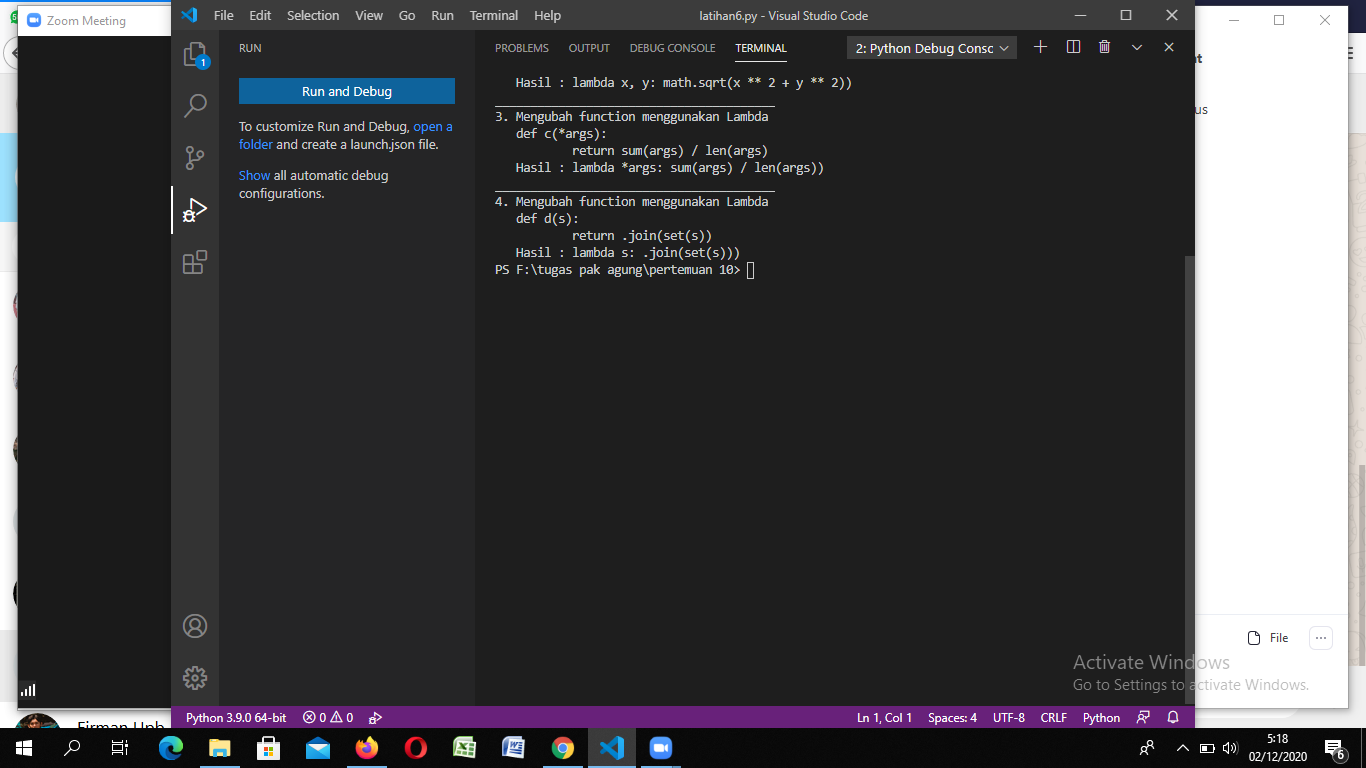 Zoom Meeting
File Edit Selection View Go Run Terminal Help
latihan6.py - Visual Studio Code
1
RUN
Run and Debug
To customize Run and Debug, open a
folder and create a launch.json file.
Show all automatic debug
configurations.
PROBLEMS OUTPUT DEBUG CONSOLE TERMINAL
2: Python Debug Consc
Hasil : lambda x, y: math.sqrt(x ** 2 + y ** 2))
________________________________________
3. Mengubah function menggunakan Lambda
def c(*args):
return sum(args) / len(args)
Hasil : lambda *args: sum(args) / len(args))
________________________________________
4. Mengubah function menggunakan Lambda
def d(s):
return .join(set(s))
Hasil : lambda s: .join(set(s)))
PS F:\tugas pak agung\pertemuan 10>
us
File
Activate Windows
Go to Settings to activate Windows.
Python 3.9.0 64-bit 0 0
Ln 1, Col 1 Spaces: 4 UTF-8 CRLF Python
5:18
02/12/2020
6